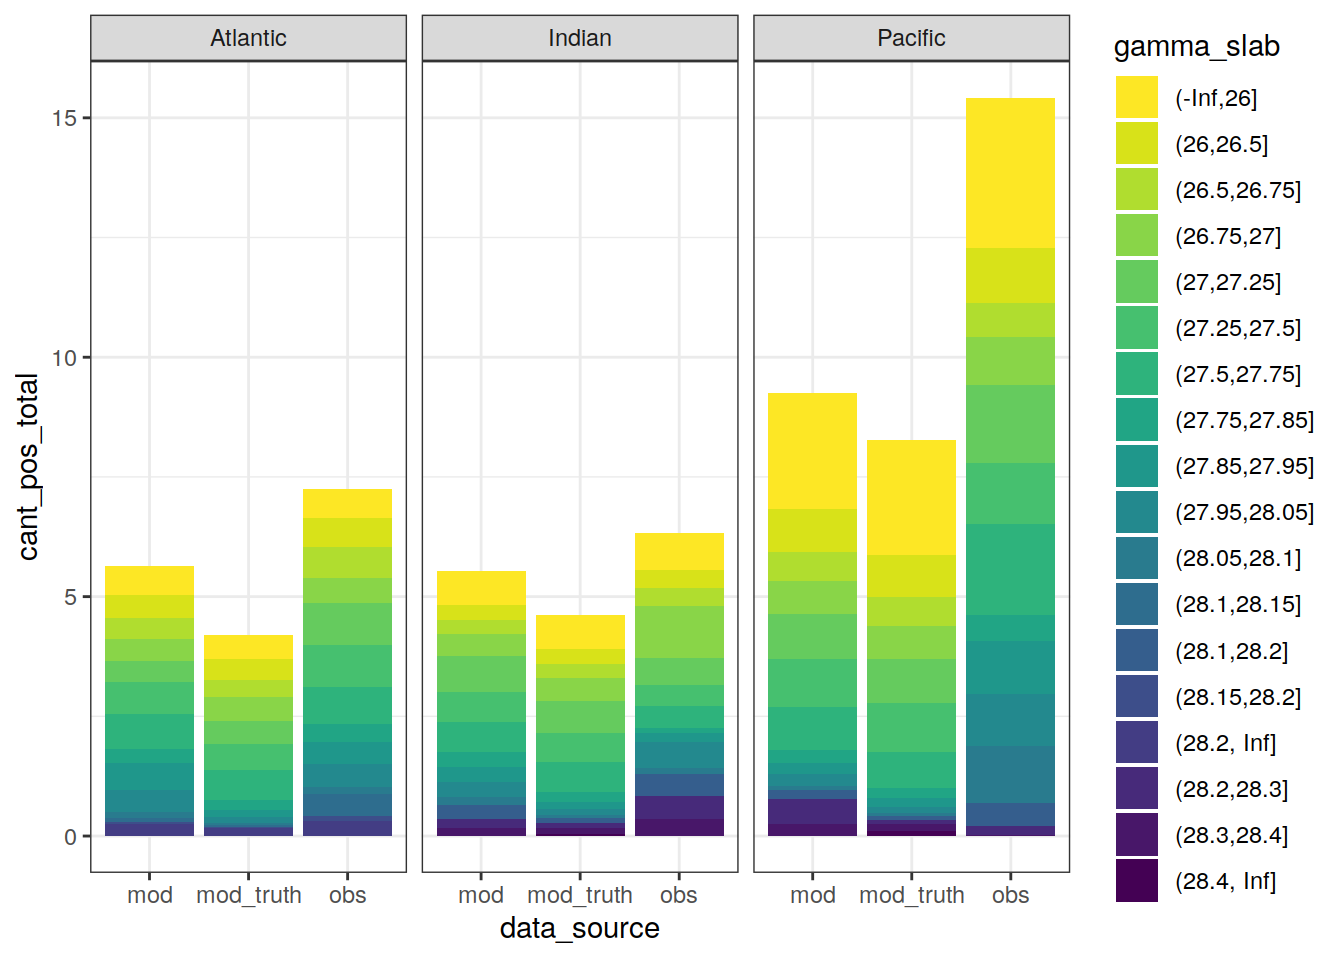 Atlantic
Indian
Pacific
15
10
5
0
cant_pos_total
mod
mod_truth
obs
mod
mod_truth
obs
mod
mod_truth
obs
data_source
gamma_slab
(-Inf,26]
(26,26.5]
(26.5,26.75]
(26.75,27]
(27,27.25]
(27.25,27.5]
(27.5,27.75]
(27.75,27.85]
(27.85,27.95]
(27.95,28.05]
(28.05,28.1]
(28.1,28.15]
(28.1,28.2]
(28.15,28.2]
(28.2, Inf]
(28.2,28.3]
(28.3,28.4]
(28.4, Inf]